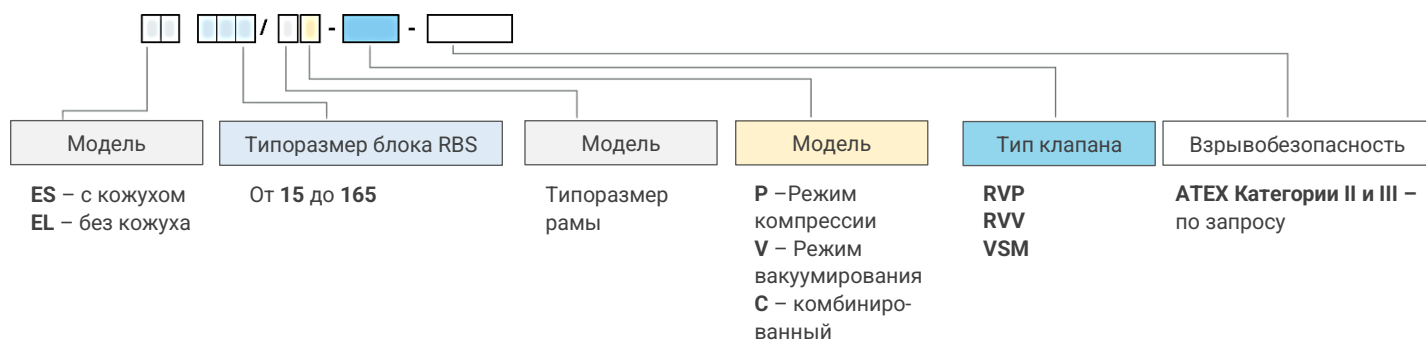 / - -
Модель
Типоразмер блока RBS
Модель
Модель
Тип клапана
Взрывобезопасность
ES – с кожухом
EL – без кожуха
От 15 до 165
Типоразмер
рамы
P –Режим
компрессии
V – Режим
вакуумирования
C – комбиниро-
ванный
RVP
RVV
VSM
ATEX Категории II и III –
по запросу